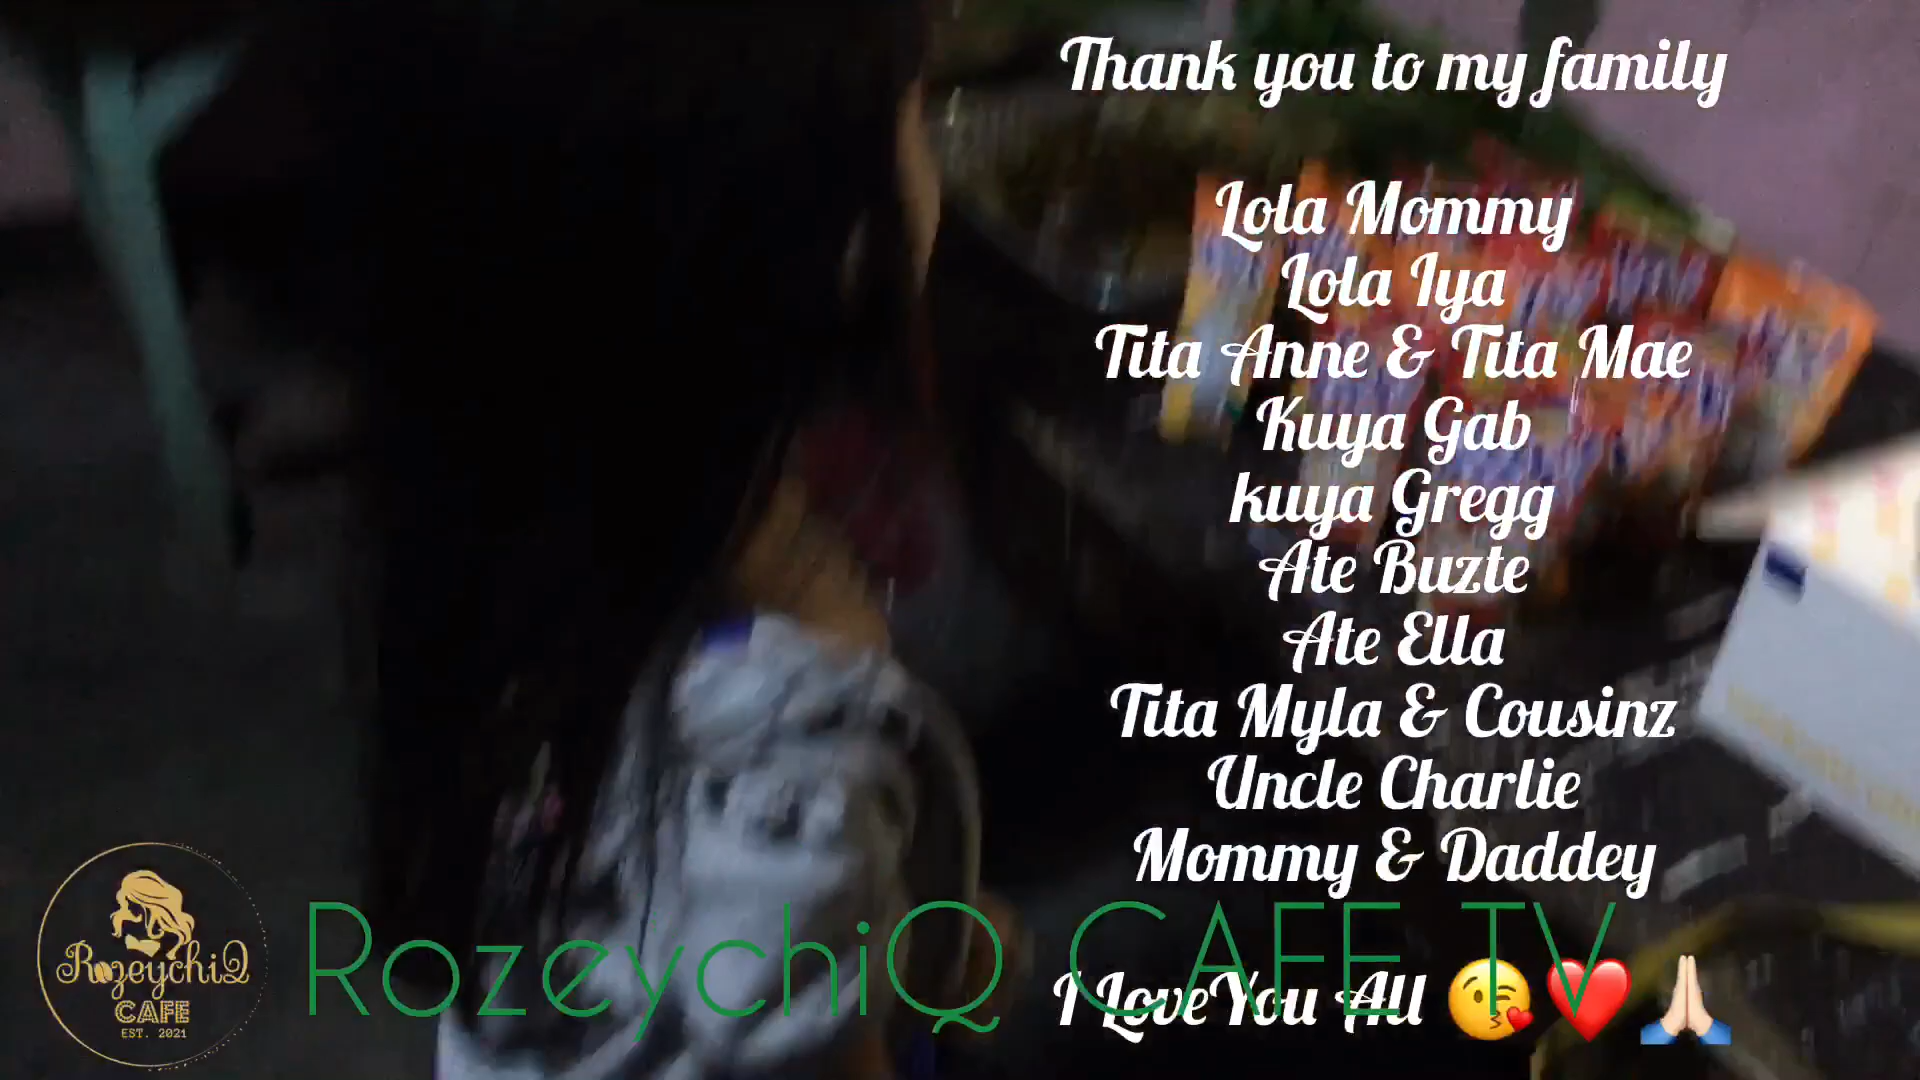 Thank you to my family
Lola Mommy
Lola Iya
Tita Anne & Tita Mae
Kuya Gab
kuya Gregg
Ate Buzte
Ate Ella
Tita Myla & Cousinz
Uncle Charlie
Mommy & Daddey
I Love You All 😘❤️🙏🏻
RozeychiQ CAFE TV
RozeychiQ
CAFE
EST. 2021